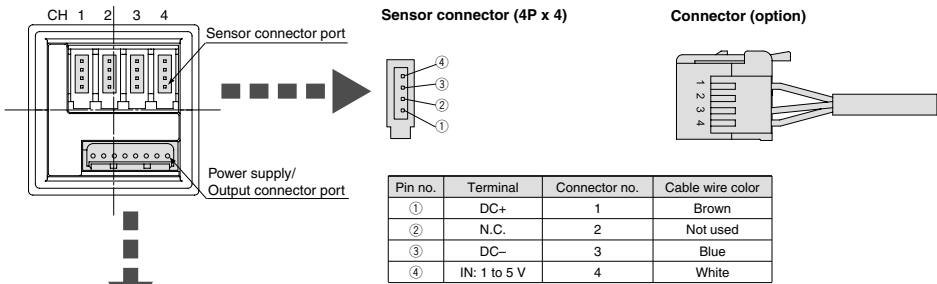 CH 1 2 3 4
Sensor connector port
Power supply/
Output connector port
Sensor connector (4P x 4)
④
③
②
①
Connector (option)
1
2
3
4
Pin no. Terminal Connector no. Cable wire color
① DC+ 1 Brown
② N.C. 2 Not used
③ DC– 3 Blue
④ IN: 1 to 5 V 4 White